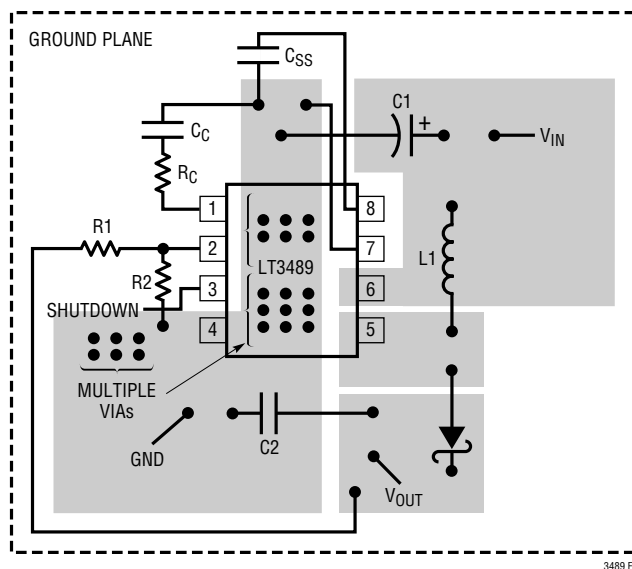 GROUND PLANE
CSS
C1
+
VIN
CC
RC
1
8
R1
2
7
LT3489
L1
R2
3
6
SHUTDOWN
4
5
MULTIPLE
VIAs
GND
C2
VOUT